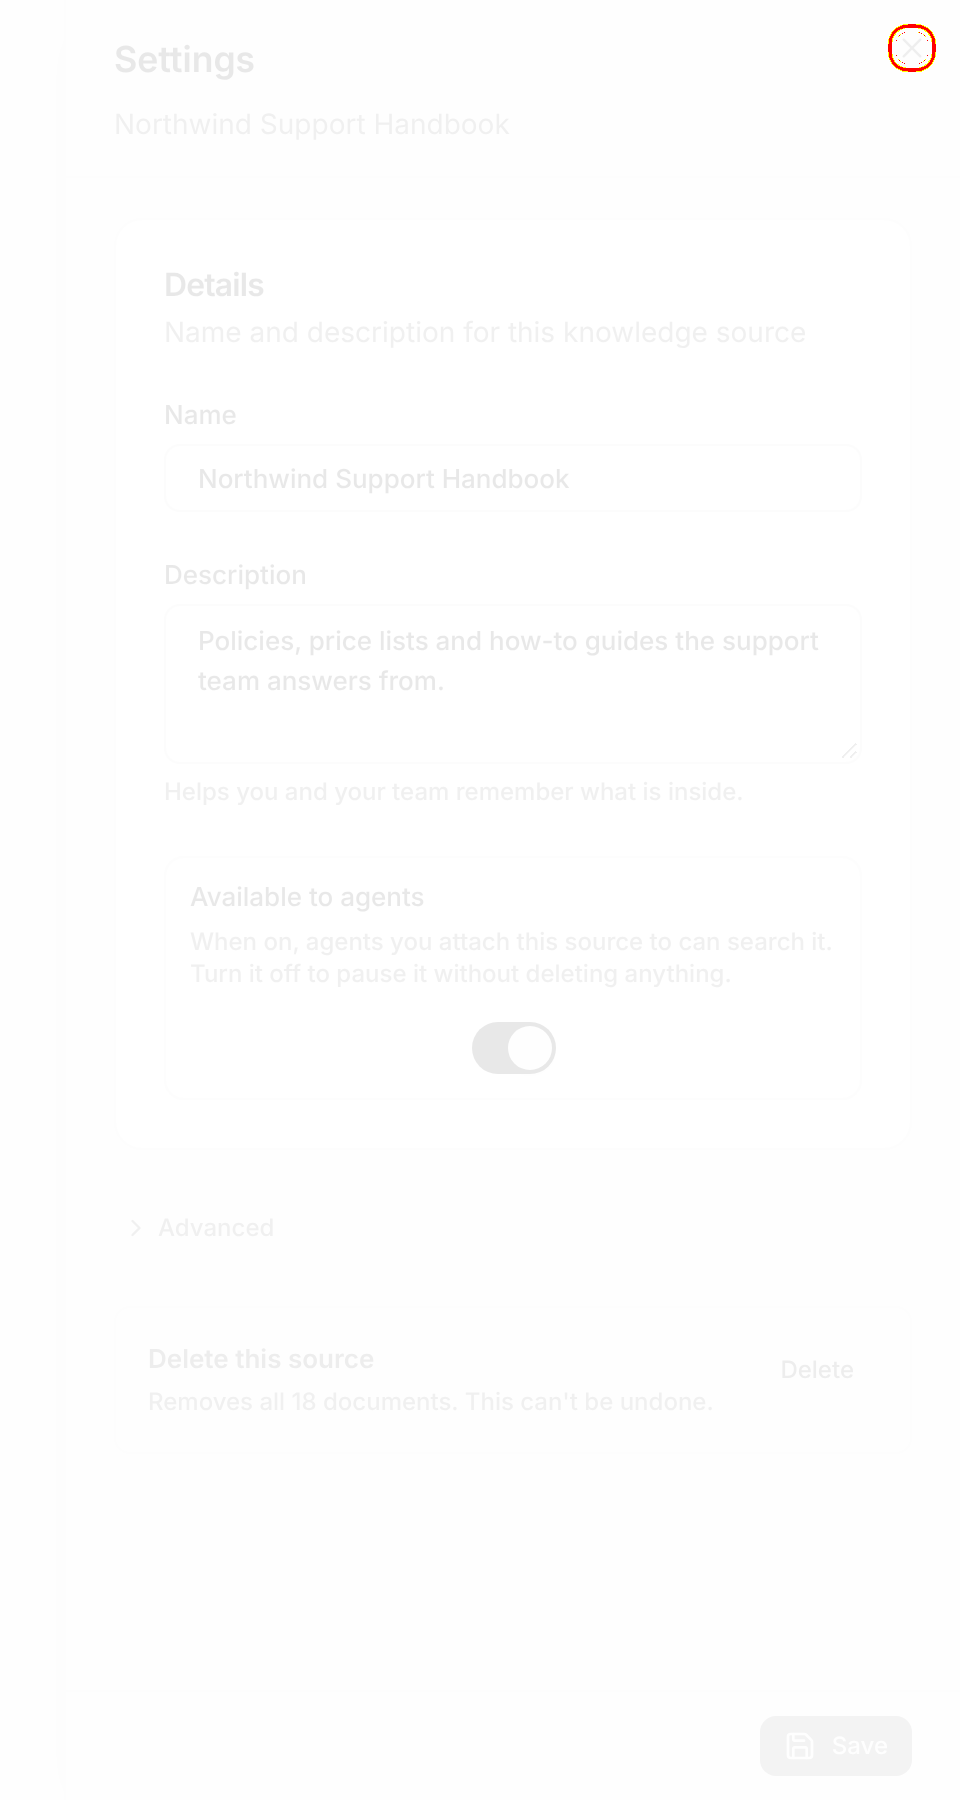 Settings
Northwind Support Handbook
Details
Name and description for this knowledge source
Name
Northwind Support Handbook
Description
Policies, price lists and how-to guides the support
team answers from.
Helps you and your team remember what is inside.
Available to agents
When on, agents you attach this source to can search it.
Turn it off to pause it without deleting anything.
Advanced
Delete this source
Delete
Removes all 18 documents. This can't be undone.
Save